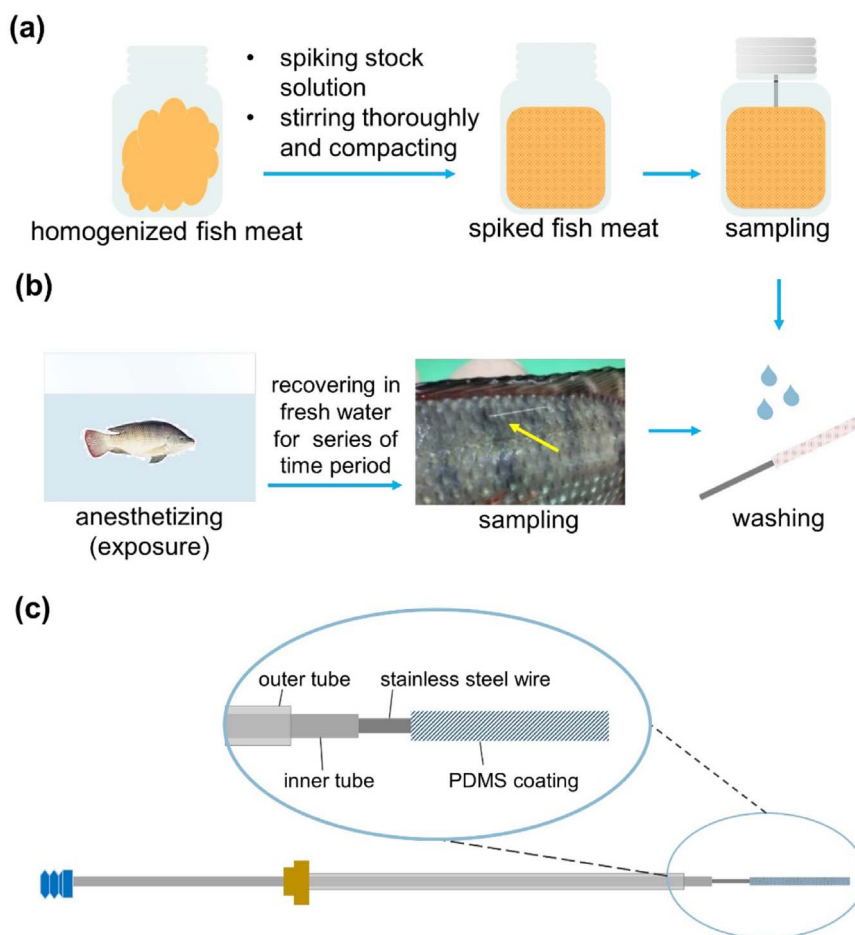 (a)
• spiking stock
solution
• stirring thoroughly
and compacting
homogenized fish meat
spiked fish meat
sampling
(b)
recovering in
fresh water
for series of
time period
anesthetizing
(exposure)
sampling
washing
(c)
outer tube
stainless steel wire
inner tube
PDMS coating